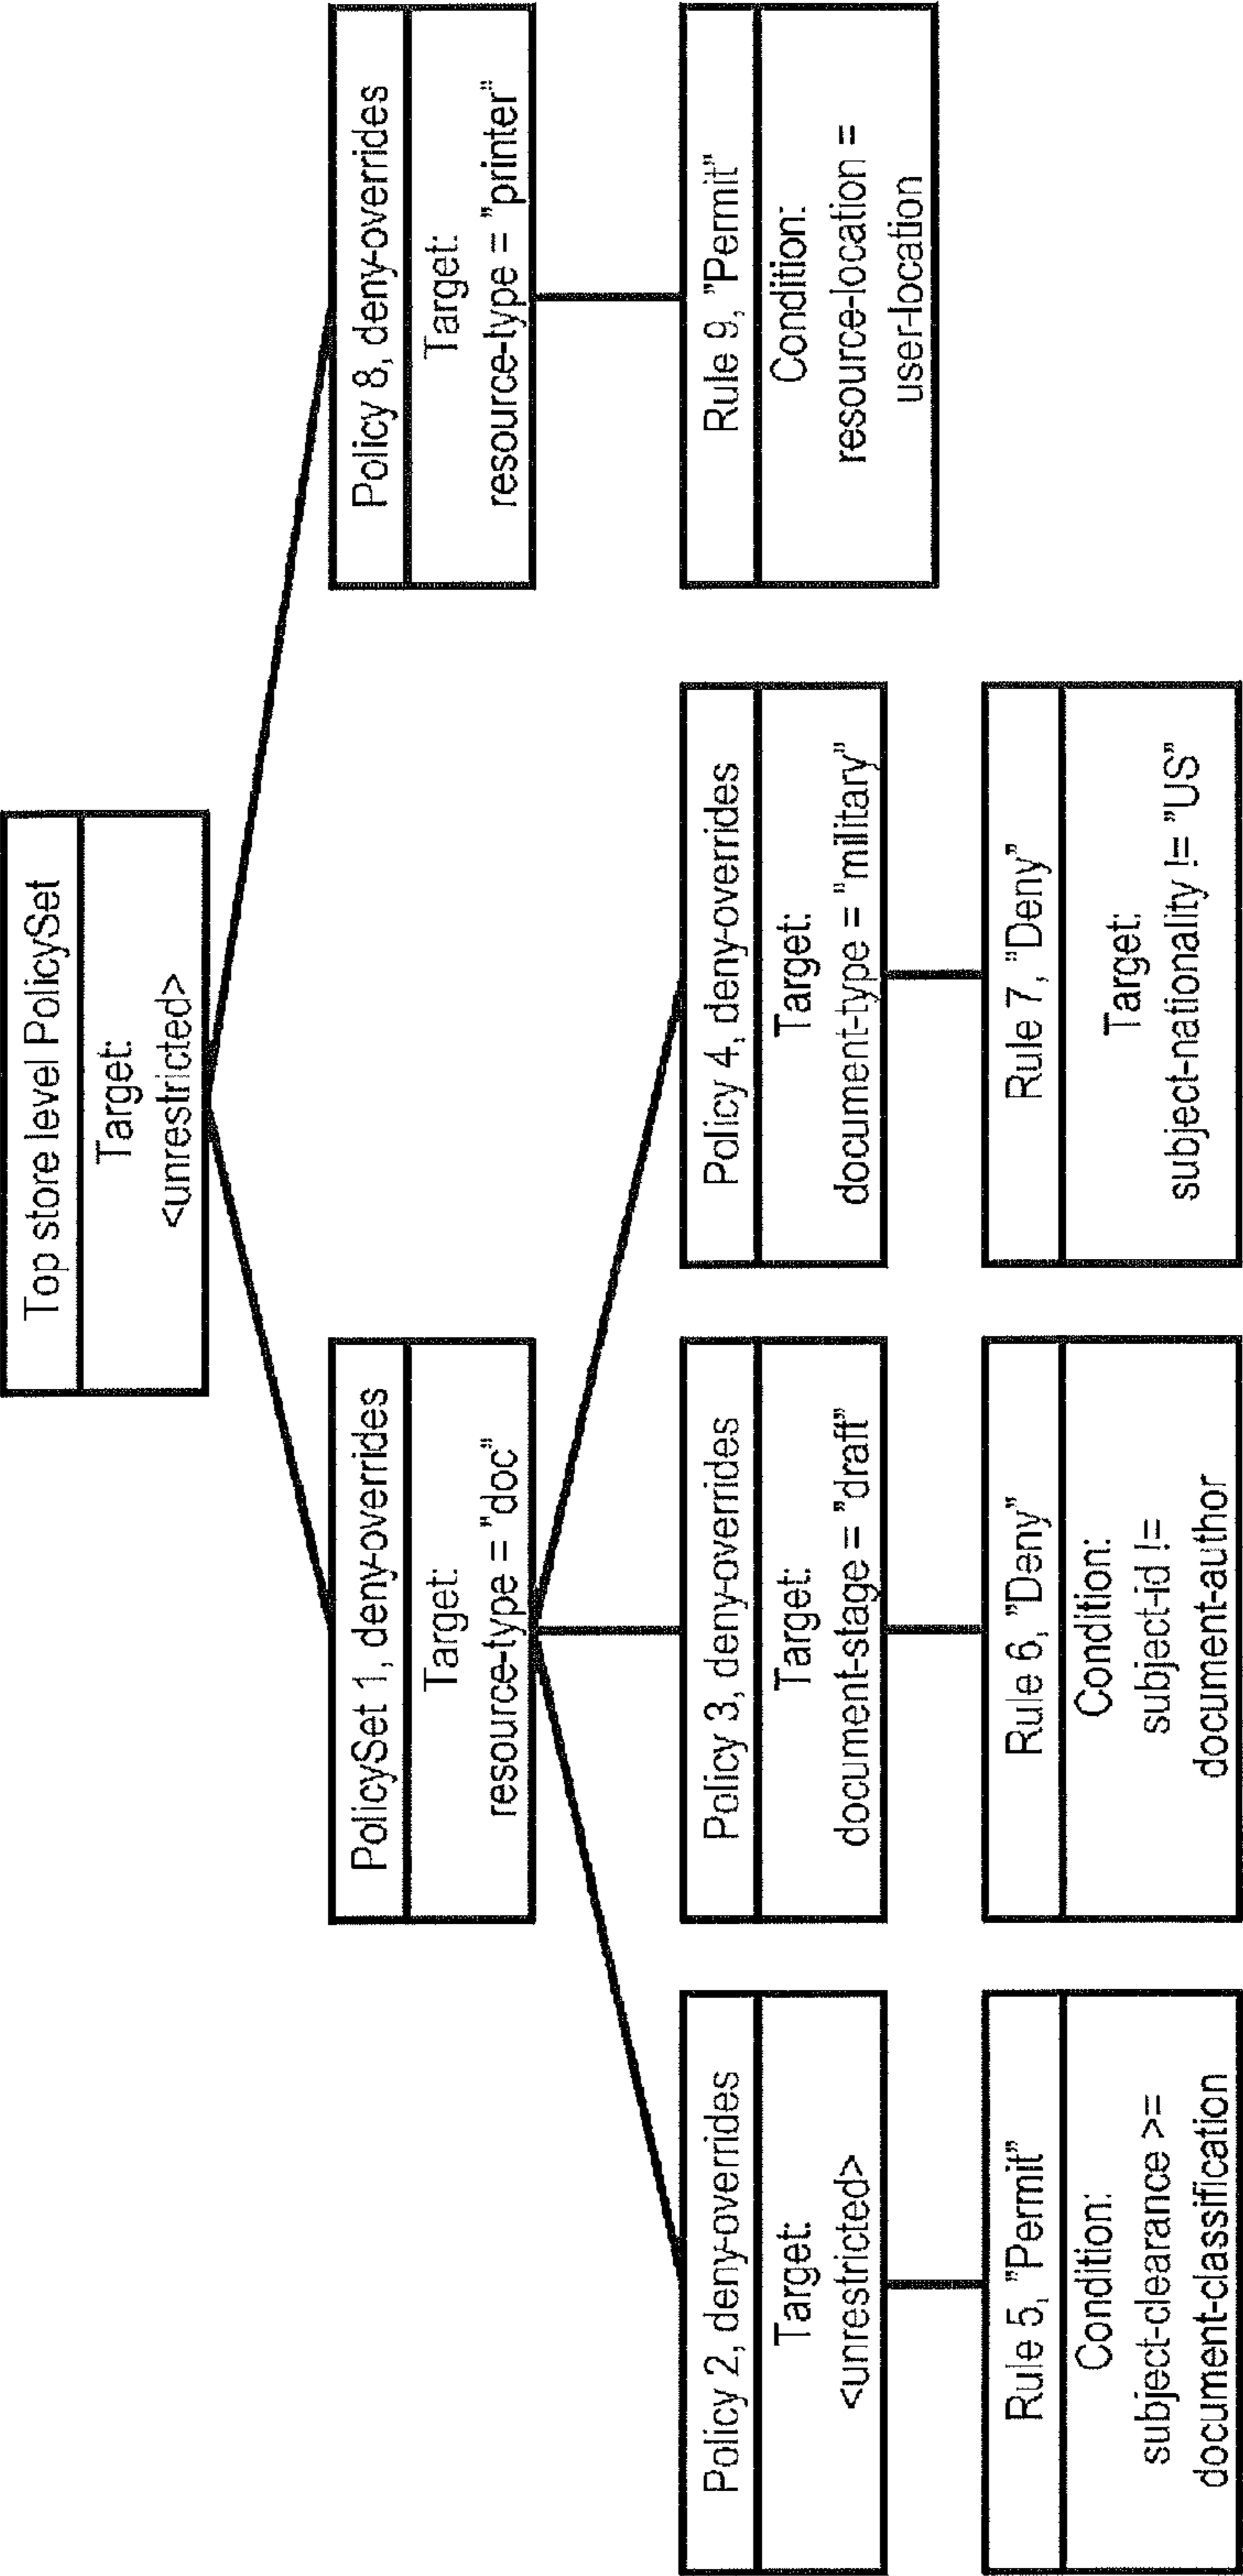 Top store level PolicySet
Target:
<unrestricted>
PolicySet 1, deny-overrides
Target:
resource-type = ”doc”
Policy 8, deny-overrides
Target:
resource-type = ”printer”
Policy 2, deny-overrides
Target:
<unrestricted>
Policy 3, deny-overrides
Target:
document-stage = ”draft”
Policy 4, deny-overrides
Target:
document-type = ”military”
Rule 9, ”Permit”
Condition:
resource-location =
user-location
Rule 5, ”Permit”
Condition:
subject-clearance >=
document-classification
Rule 6, ”Deny”
Condition:
subject-id !=
document-author
Rule 7, ”Deny”
Target:
subject-nationality != ”US”